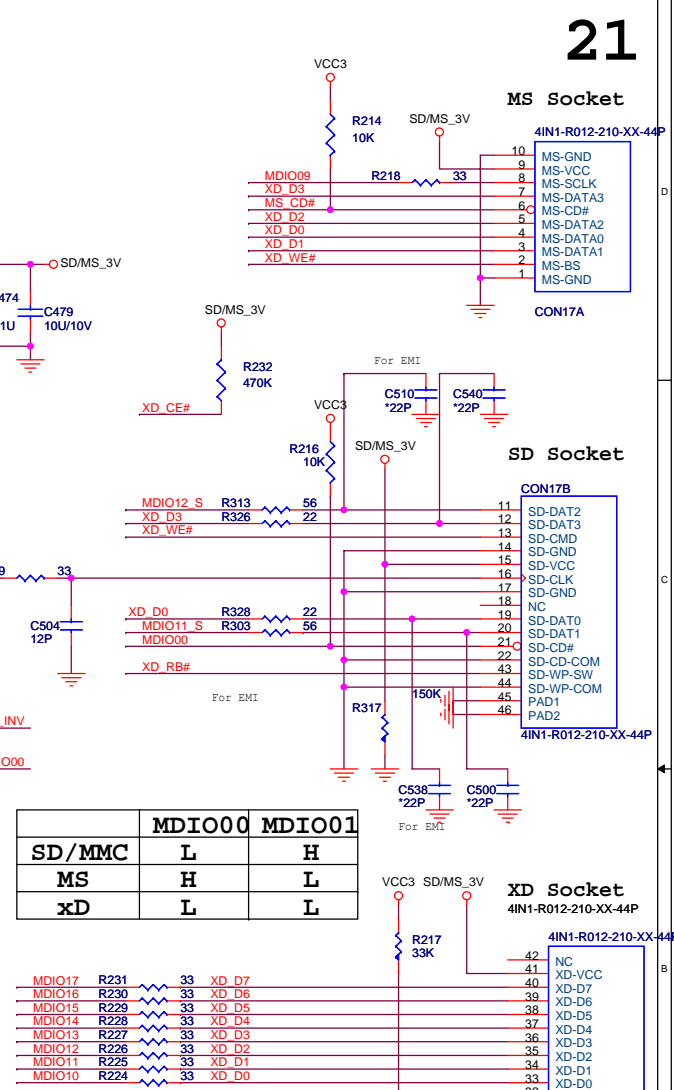 21
VCC3
MS Socket
R214
10K
SD/MS_3V
4IN1-R012-210-XX-44P
10 MS-GND
9 MS-VCC
MDIO09 R218 33 8 MS-SCLK
XD_D3 7 MS-DATA3
MS_CD# 6 MS-CD#
XD_D2 5 MS-DATA2
XD_D0 4 MS-DATA0
XD_D1 3 MS-DATA1
XD_WE# 2 MS-BS
1 MS-GND
D
CON17A
SD/MS_3V
474
1U
C479
10U/10V
SD/MS_3V
R232
470K
XD_CE#
For EMI
C510
*22P
C540
*22P
VCC3
R216
10K
SD/MS_3V
SD Socket
CON17B
MDIO12_S R313 56 11 SD-DAT2
XD_D3 R326 22 12 SD-DAT3
XD_WE# 13 SD-CMD
14 SD-GND
15 SD-VCC
9 33 16 SD-CLK
17 SD-GND
18 NC
XD_D0 R328 22 19 SD-DAT0
MDIO11_S R303 56 20 SD-DAT1
MDIO00 21 SD-CD#
22 SD-CD-COM
XD_RB# 43 SD-WP-SW
44 SD-WP-COM
45 PAD1
46 PAD2
4IN1-R012-210-XX-44P
C
C504
12P
For EMI
150K
R317
_INV
O00
C538
*22P
C500
*22P
For EMI
MDIO00 MDIO01
SD/MMC L H
MS H L
xD L L
VCC3 SD/MS_3V
XD Socket
4IN1-R012-210-XX-44P
R217
33K
4IN1-R012-210-XX-44P
42 NC
41 XD-VCC
B
MDIO17 R231 33 XD_D7 40 XD-D7
MDIO16 R230 33 XD_D6 39 XD-D6
MDIO15 R229 33 XD_D5 38 XD-D5
MDIO14 R228 33 XD_D4 37 XD-D4
MDIO13 R227 33 XD_D3 36 XD-D3
MDIO12 R226 33 XD_D2 35 XD-D2
MDIO11 R225 33 XD_D1 34 XD-D1
MDIO10 R224 33 XD_D0 33 XD-D0